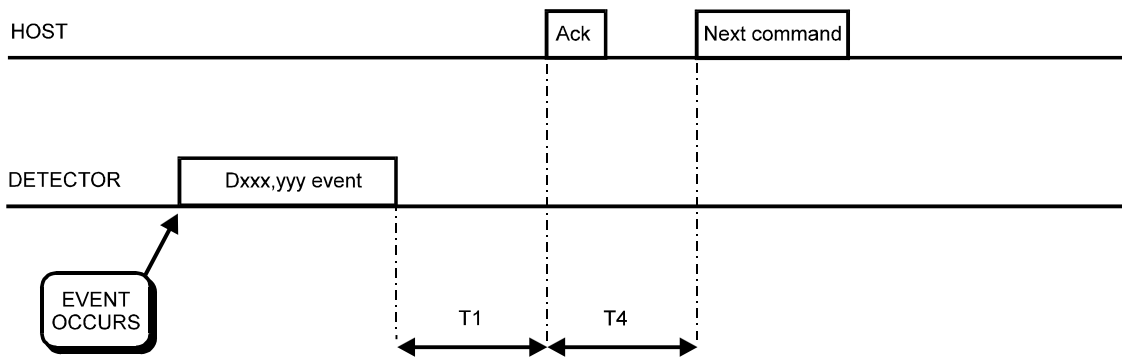 HOST
Ack
Next command
DETECTOR
Dxxx,yyy event
EVENT
OCCURS
T1
T4